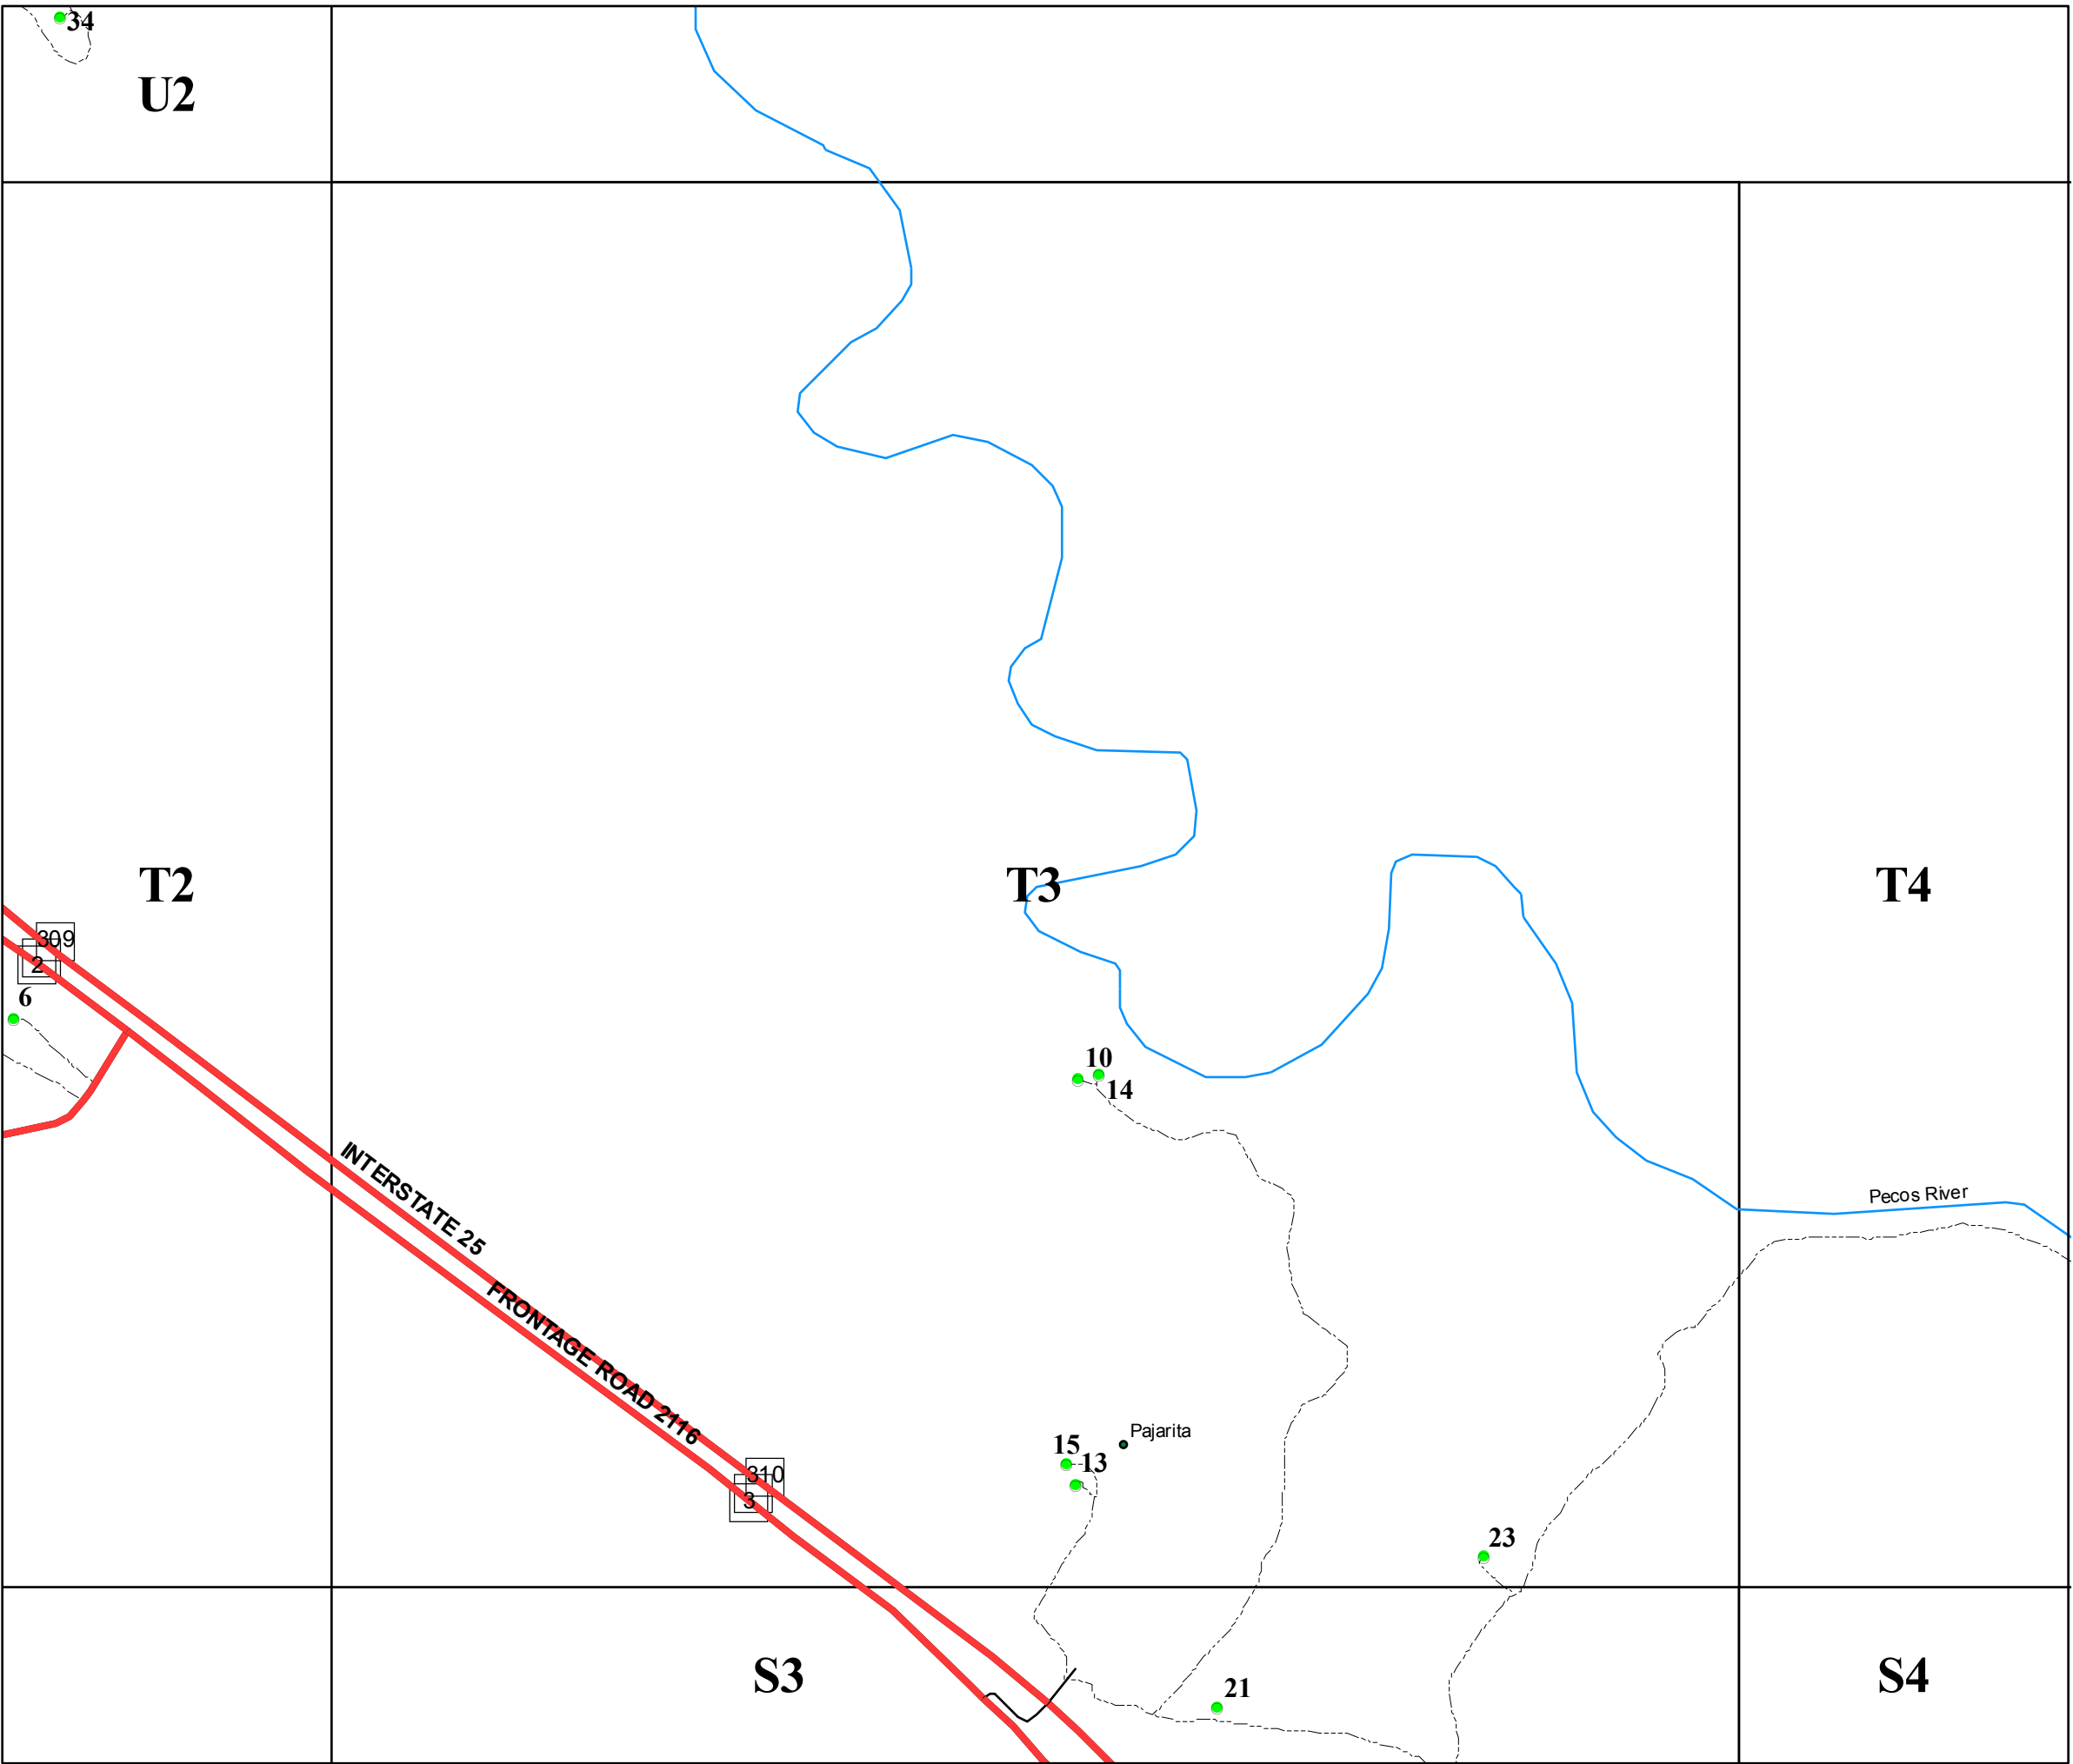 34
U2
T2
T3
T4
309
2
6
10
14
INTERSTATE 25
Pecos River
FRONTAGE ROAD 2116
Pajarita
15
13
310
3
23
S3
S4
21